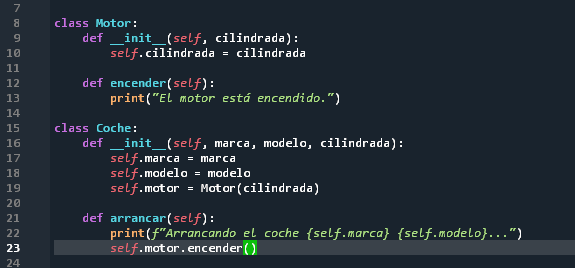 7
8 class Motor:
9 def __init__(self, cilindrada):
10 self.cilindrada = cilindrada
11
12 def encender(self):
13 print("El motor está encendido.")
14
15 class Coche:
16 def __init__(self, marca, modelo, cilindrada):
17 self.marca = marca
18 self.modelo = modelo
19 self.motor = Motor(cilindrada)
20
21 def arrancar(self):
22 print(f"Arrancando el coche {self.marca} {self.modelo}...")
23 self.motor.encender()
24